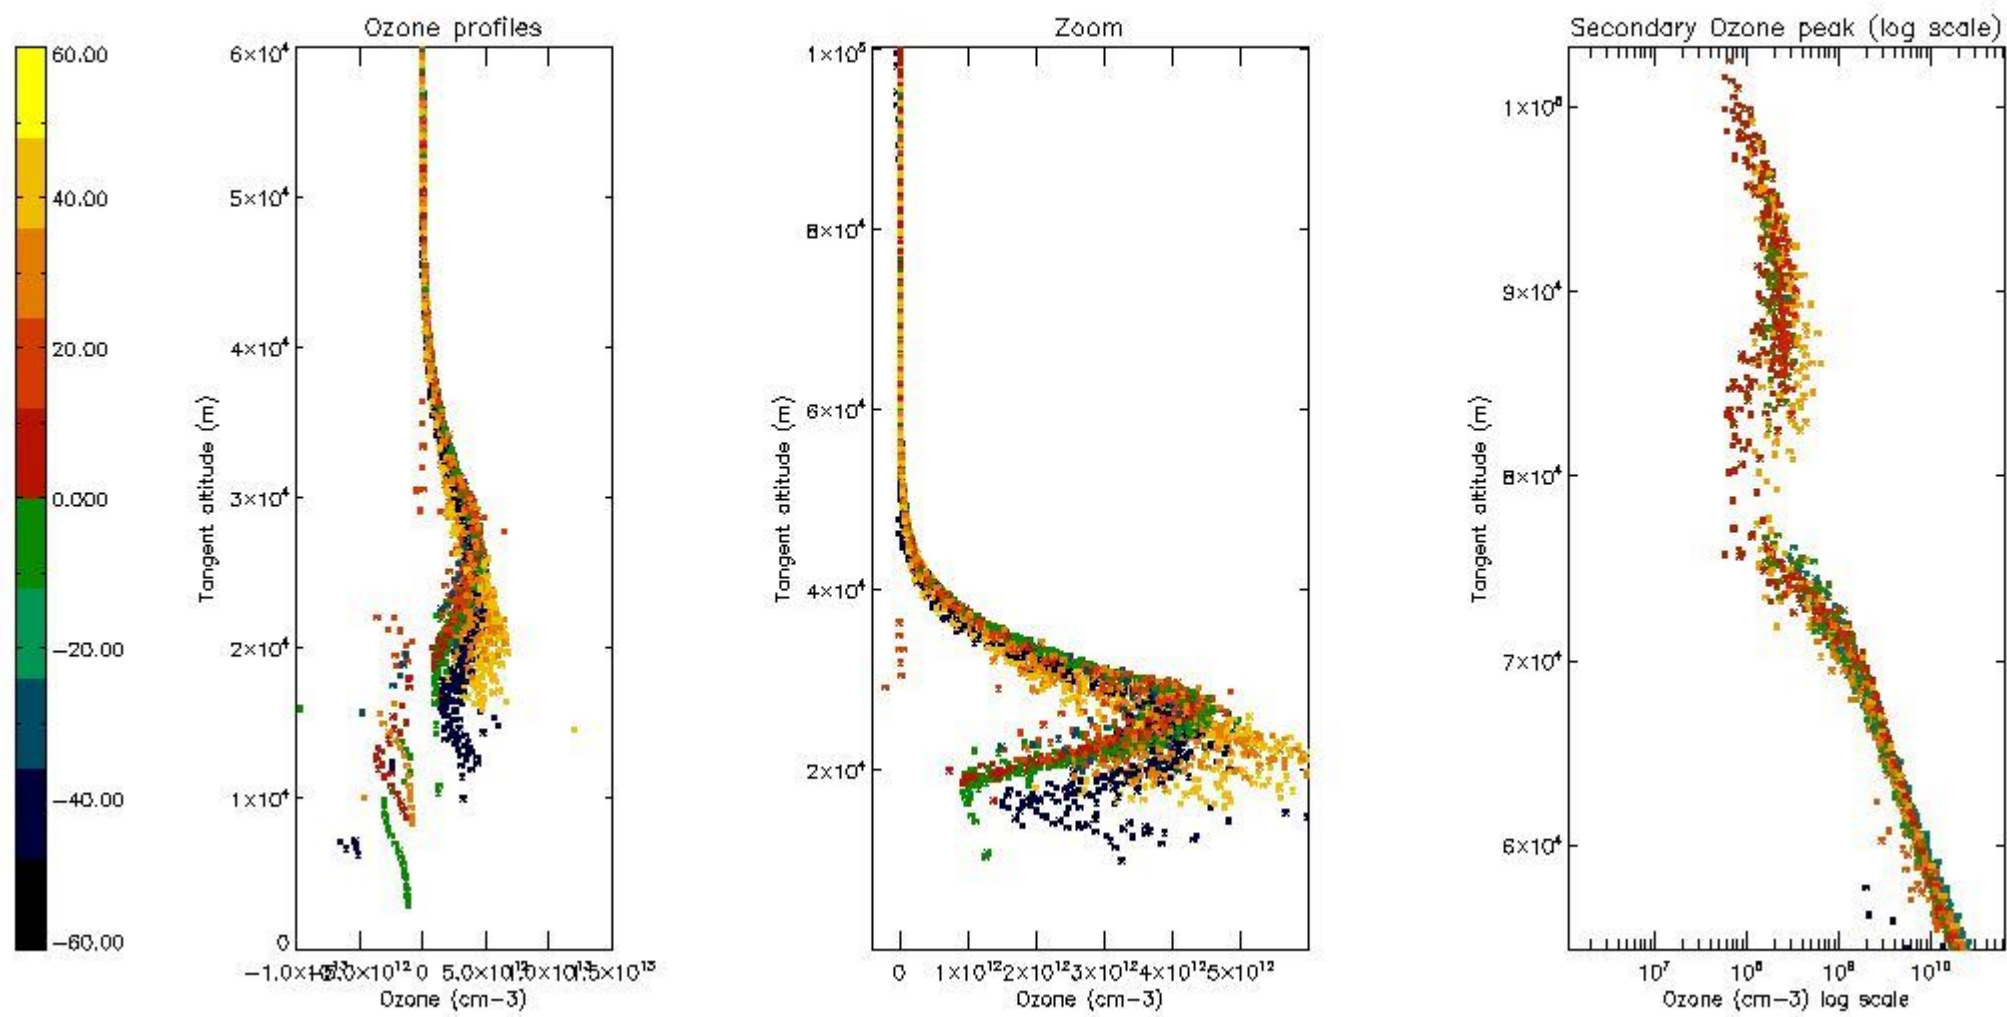 Ozone profiles
Zoom
Secondary Ozone peak (log scale)
60.00
40.00
20.00
0.000
−20.00
−40.00
−60.00
6×10⁴
5×10⁴
4×10⁴
3×10⁴
2×10⁴
1×10⁴
0
Tangent altitude (m)
0
Ozone (cm−3)
1×10⁵
8×10⁴
6×10⁴
4×10⁴
2×10⁴
Tangent altitude (m)
0 1×10¹² 2×10¹² 3×10¹² 4×10¹² 5×10¹²
Ozone (cm−3)
9×10⁴
8×10⁴
7×10⁴
6×10⁴
Tangent altitude (m)
10⁷ 10⁸ 10⁹ 10¹⁰
Ozone (cm−3) log scale